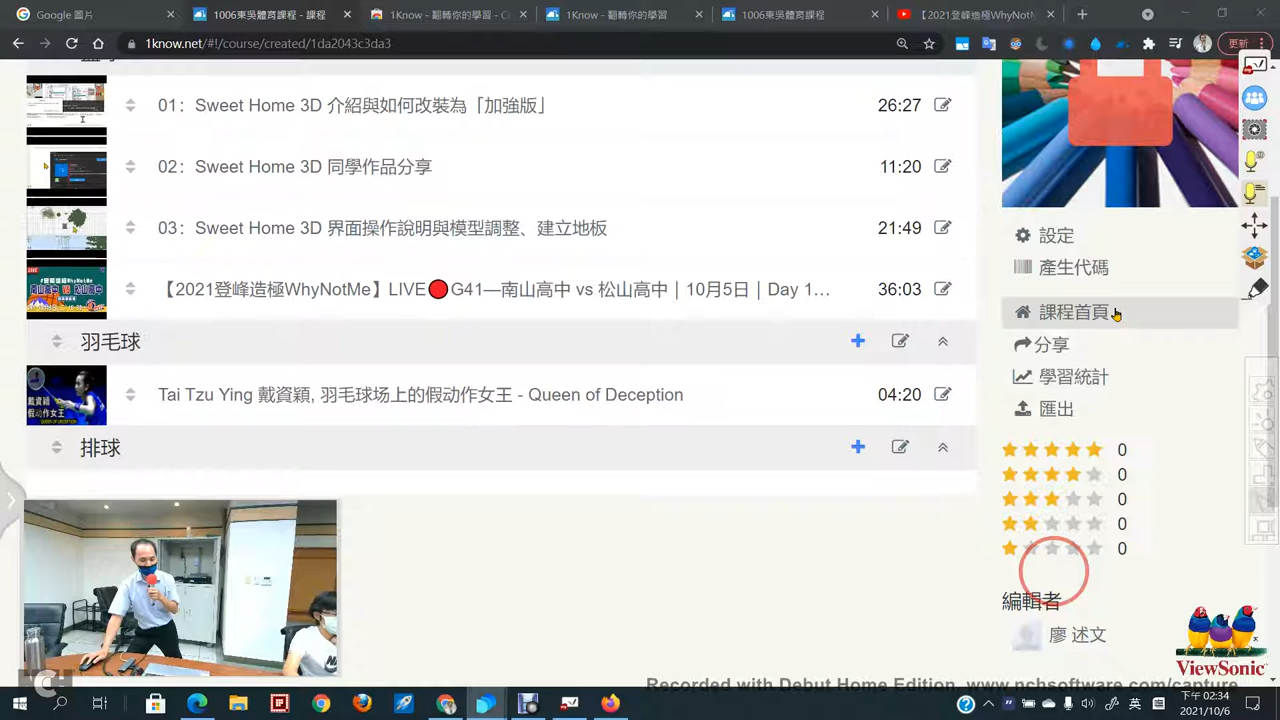 Google 圖片
1006東吳體育課程 - 課程
1Know - 翻轉你的學習 - C
1Know - 翻轉你的學習
1006東吳體育課程
【2021登峰造極WhyNotM
1know.net/#!/course/created/1da2043c3da3
更新
01： Sweet Home 3D 介紹與如何改裝為「加強版」
26:27
02： Sweet Home 3D 同學作品分享
11:20
03： Sweet Home 3D 界面操作說明與模型調整、建立地板
21:49
【2021登峰造極WhyNotMe】LIVE🔴G41－南山高中 vs 松山高中｜10月5日｜Day 1...
36:03
羽毛球
Tai Tzu Ying 戴資穎, 羽毛球场上的假动作女王 - Queen of Deception
04:20
排球
設定
產生代碼
課程首頁
分享
學習統計
匯出
0
0
0
0
0
編輯者
廖 述文
ViewSonic
Recorded with Debut Home Edition. www.nchsoftware.com/capture
英
下午 02:34
2021/10/6